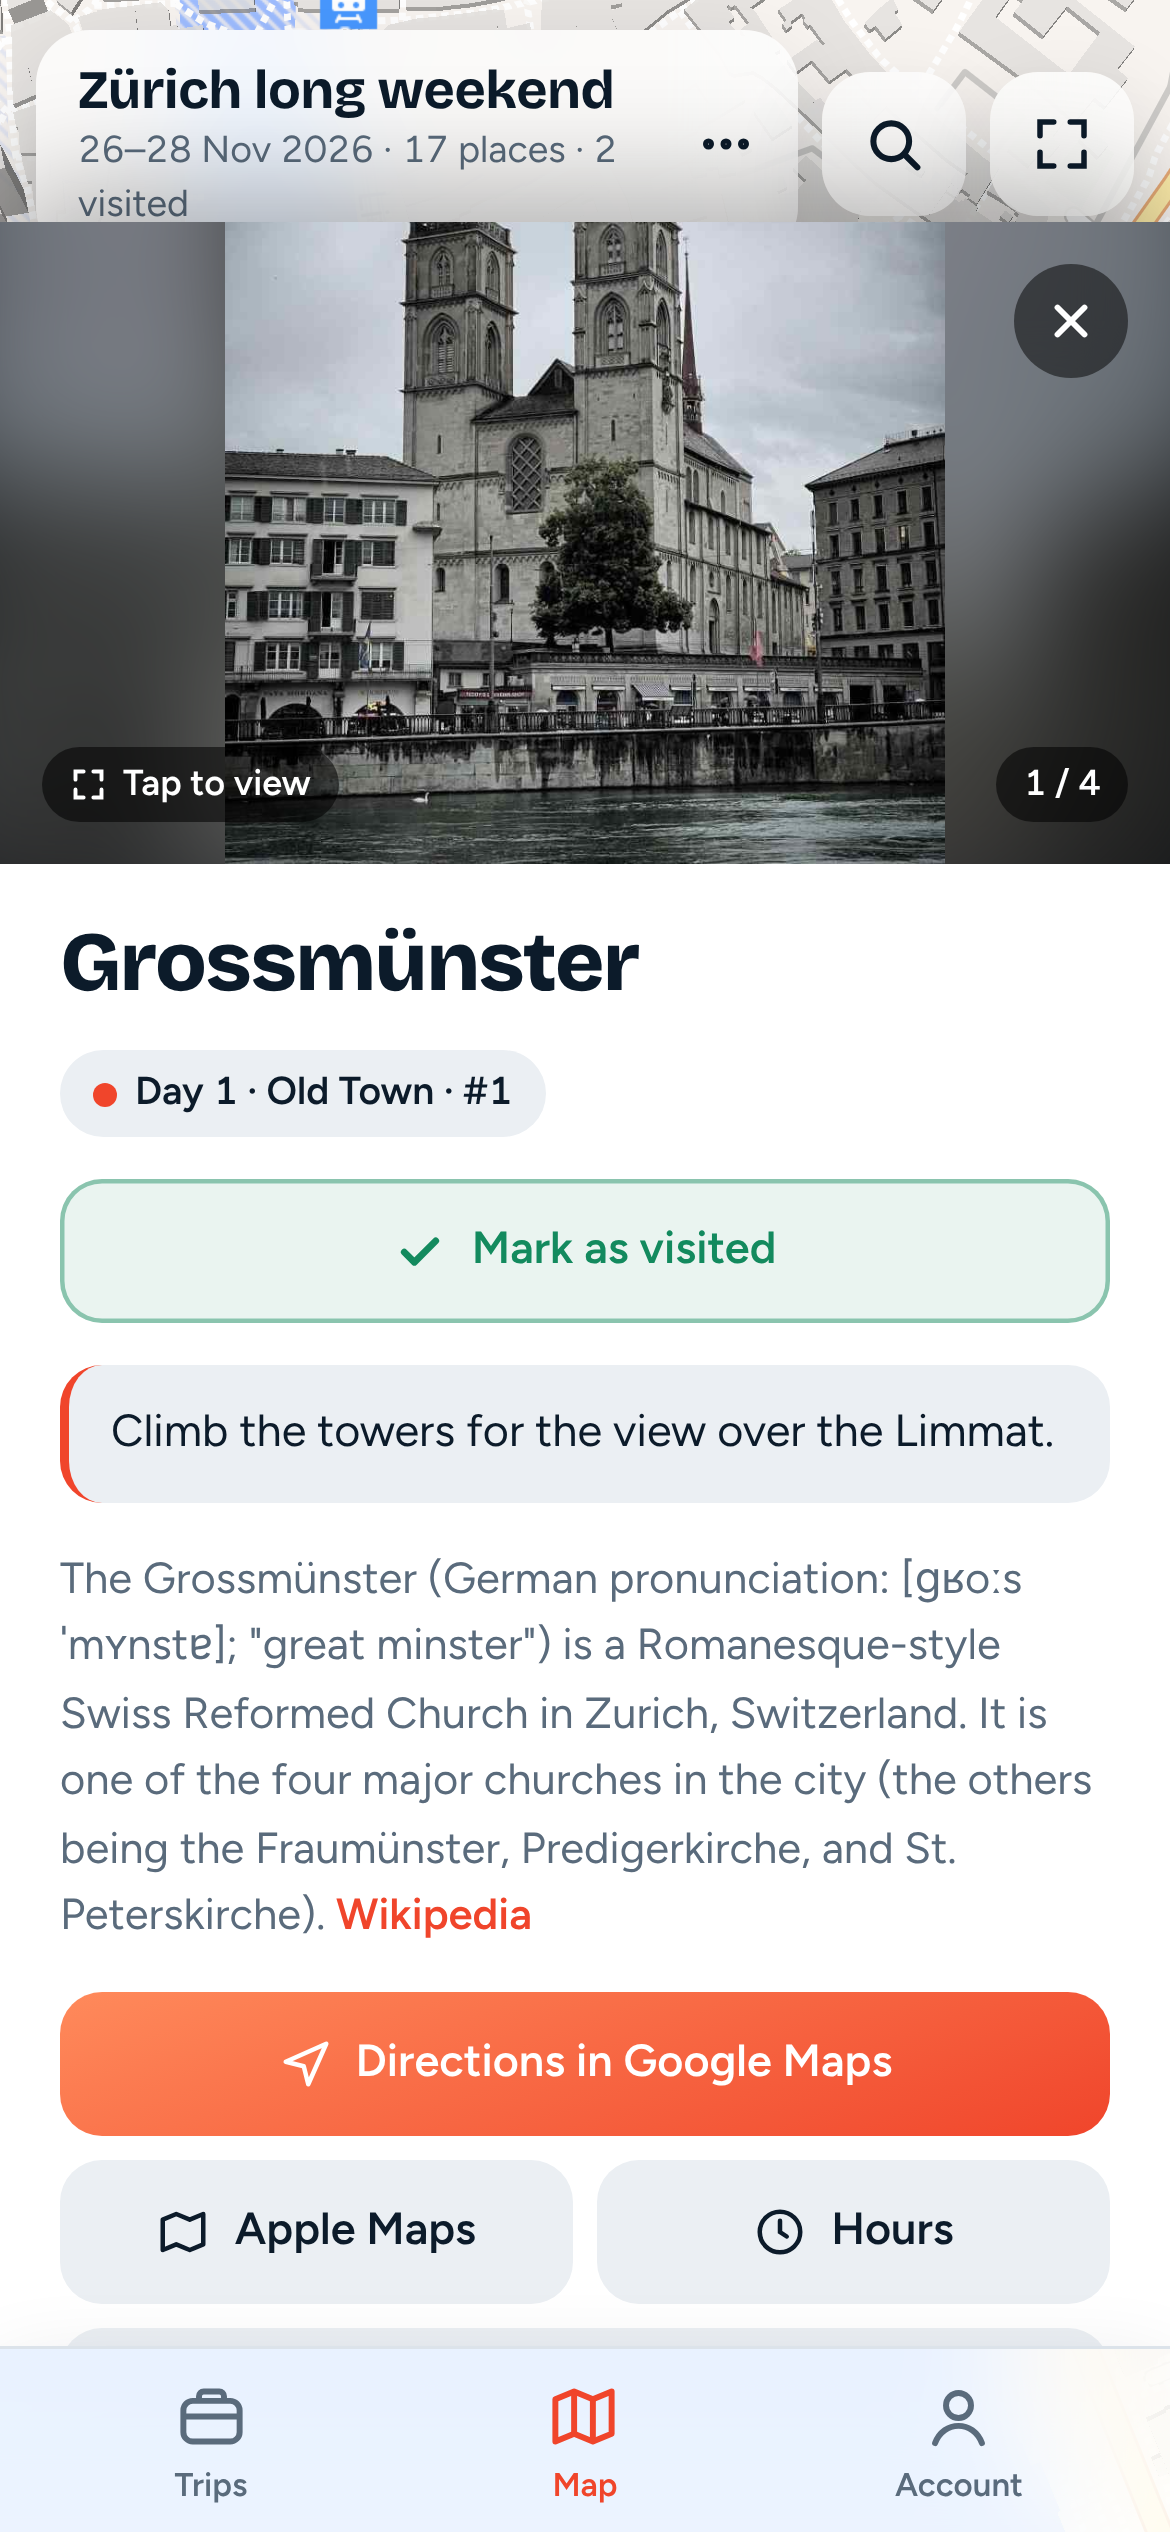 Zürich long weekend
26–28 Nov 2026 · 17 places · 2
visited
Tap to view
1 / 4
Grossmünster
Day 1 · Old Town · #1
Mark as visited
Climb the towers for the view over the Limmat.
The Grossmünster (German pronunciation: [ɡʁoːs
ˈmʏnstɐ]; "great minster") is a Romanesque-style
Swiss Reformed Church in Zurich, Switzerland. It is
one of the four major churches in the city (the others
being the Fraumünster, Predigerkirche, and St.
Peterskirche). Wikipedia
Directions in Google Maps
Apple Maps
Hours
Trips
Map
Account